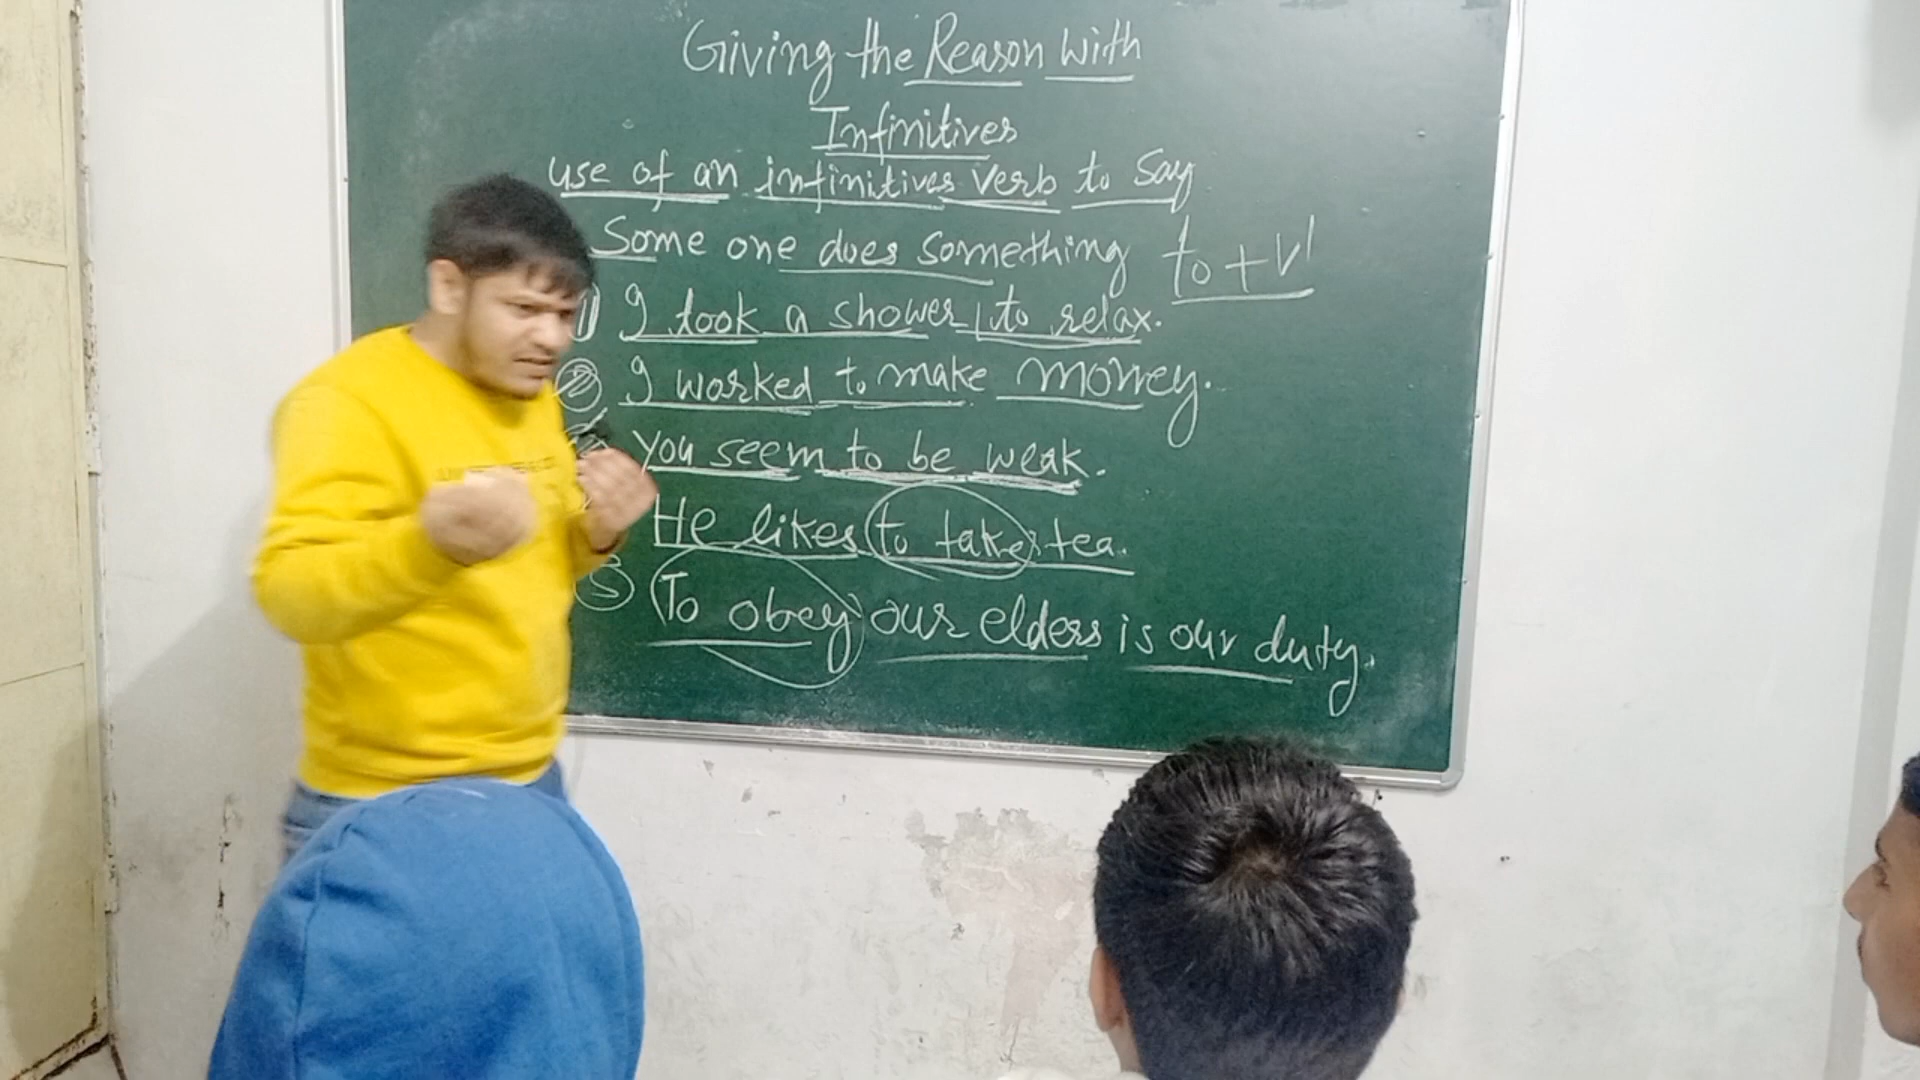 Giving the Reason with
Infinitives
use of an infinitives verb to say
Some one does something to + V1
1) I took a shower to relax.
2 I worked to make money.
you seem to be weak.
He likes to take tea.
5 To obey our elders is our duty.